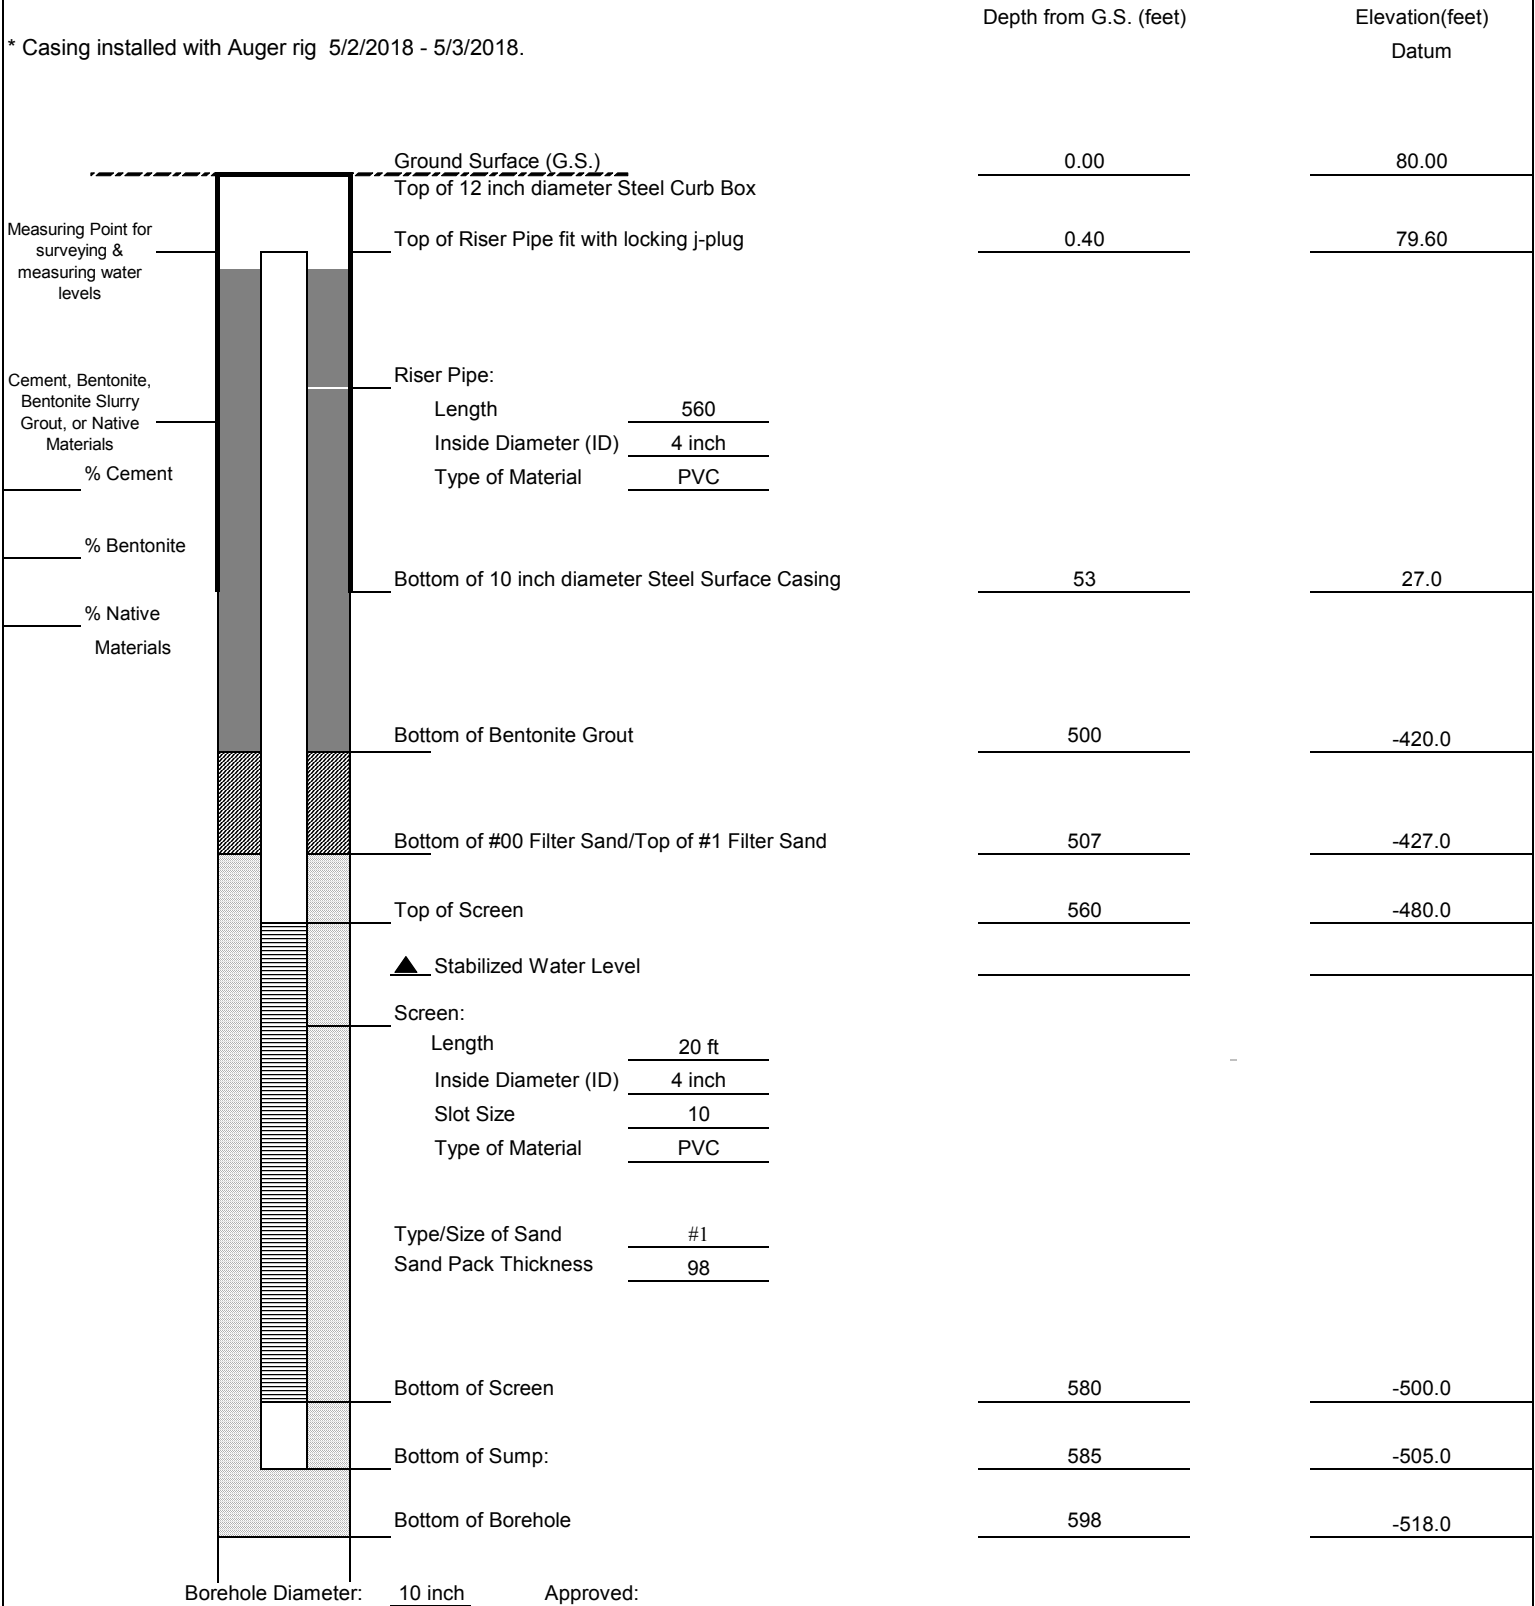 Depth from G.S. (feet) Elevation(feet)
* Casing installed with Auger rig 5/2/2018 - 5/3/2018. Datum
Ground Surface (G.S.) 0.00 80.00
Top of 12 inch diameter Steel Curb Box
Measuring Point for
surveying &
measuring water
levels
Top of Riser Pipe fit with locking j-plug 0.40 79.60
Cement, Bentonite,
Bentonite Slurry
Grout, or Native
Materials
Riser Pipe:
Length 560
Inside Diameter (ID) 4 inch
Type of Material PVC
% Cement
% Bentonite
% Native
Materials
Bottom of 10 inch diameter Steel Surface Casing 53 27.0
Bottom of Bentonite Grout 500 -420.0
Bottom of #00 Filter Sand/Top of #1 Filter Sand 507 -427.0
Top of Screen 560 -480.0
Stabilized Water Level
Screen:
Length 20 ft
Inside Diameter (ID) 4 inch
Slot Size 10
Type of Material PVC
Type/Size of Sand #1
Sand Pack Thickness 98
Bottom of Screen 580 -500.0
Bottom of Sump: 585 -505.0
Bottom of Borehole 598 -518.0
Borehole Diameter: 10 inch Approved: